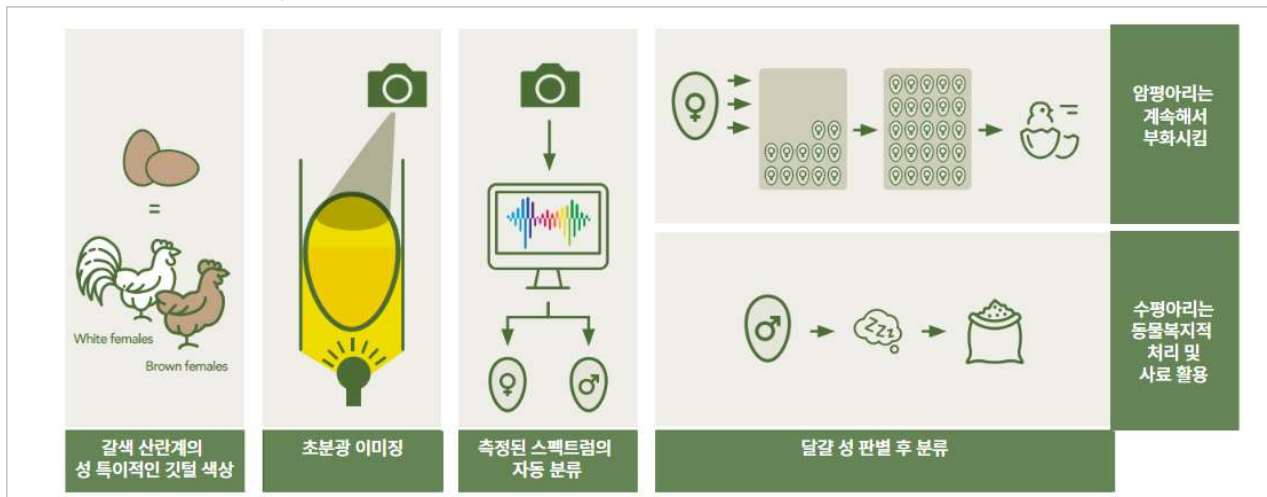 White females
Brown females
갈색 산란계의
성 특이적인 깃털 색상
초분광 이미징
측정된 스펙트럼의
자동 분류
달걀 성 판별 후 분류
암평아리는
계속해서
부화시킴
수평아리는
동물복지적
처리 및
사료 활용
zzz